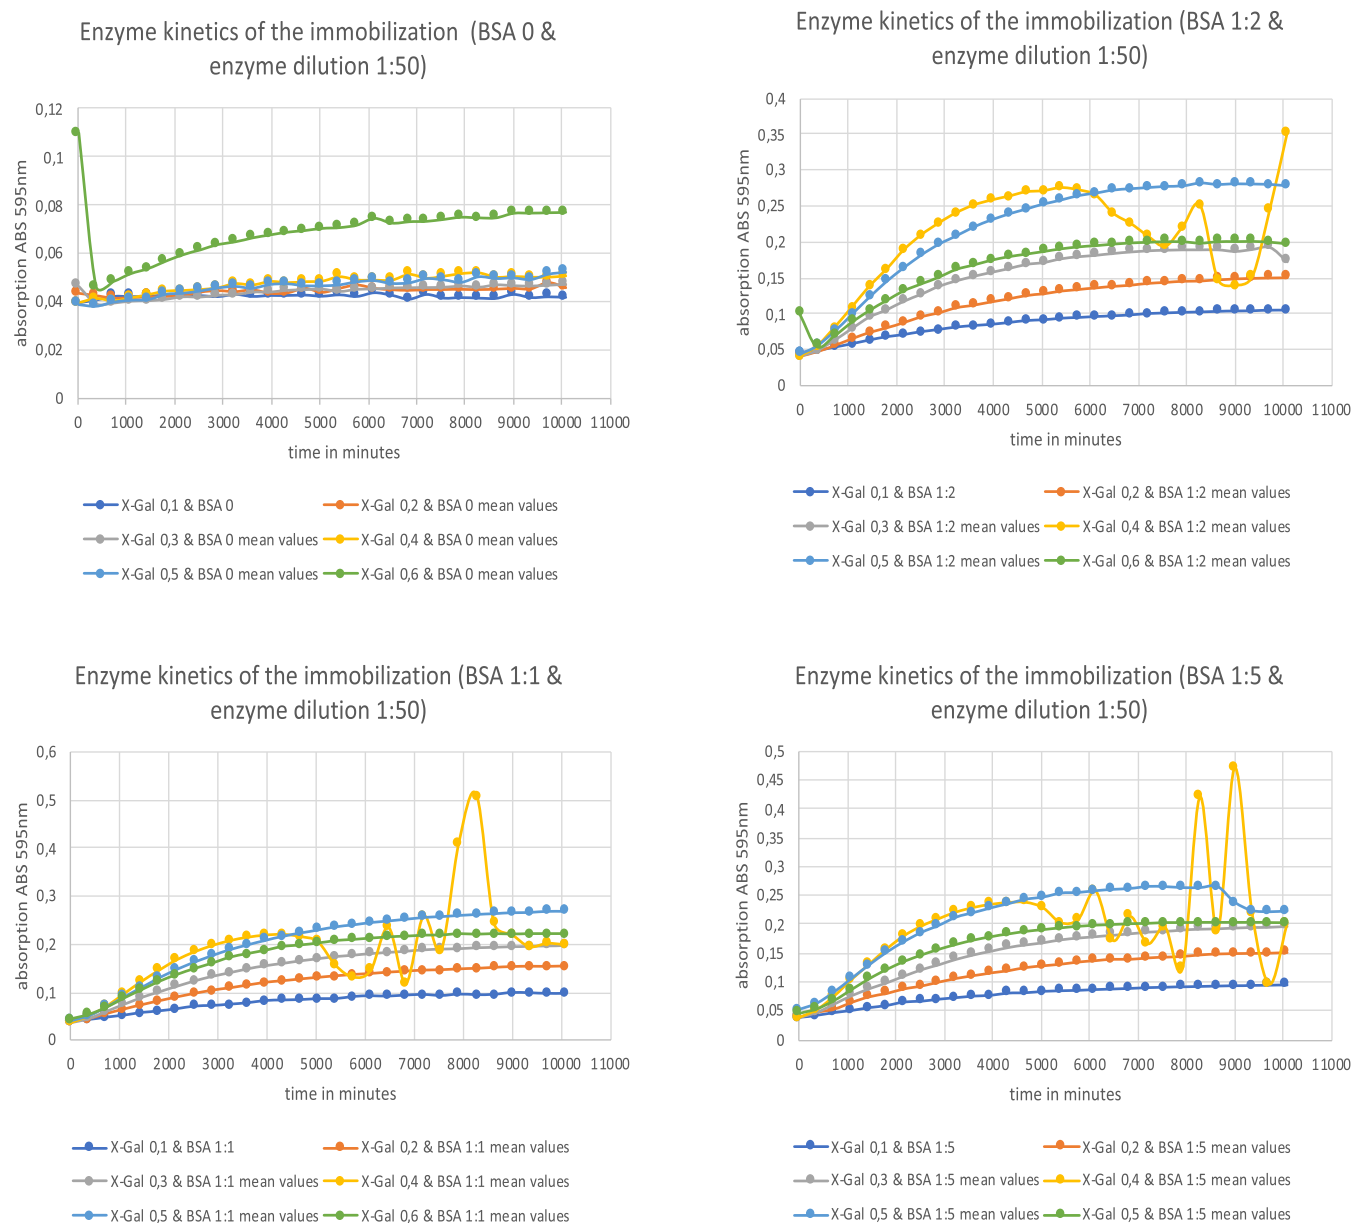 Enzyme kinetics of the immobilization (BSA 0 &
enzyme dilution 1:50)
absorption ABS 595nm
0,12
0,1
0,08
0,06
0,04
0,02
0
0 1000 2000 3000 4000 5000 6000 7000 8000 9000 10000 11000
time in minutes
X-Gal 0,1 & BSA 0
X-Gal 0,2 & BSA 0 mean values
X-Gal 0,3 & BSA 0 mean values
X-Gal 0,4 & BSA 0 mean values
X-Gal 0,5 & BSA 0 mean values
X-Gal 0,6 & BSA 0 mean values
Enzyme kinetics of the immobilization (BSA 1:2 &
enzyme dilution 1:50)
absorption ABS 595nm
0,4
0,35
0,3
0,25
0,2
0,15
0,1
0,05
0
0 1000 2000 3000 4000 5000 6000 7000 8000 9000 10000 11000
time in minutes
X-Gal 0,1 & BSA 1:2
X-Gal 0,2 & BSA 1:2 mean values
X-Gal 0,3 & BSA 1:2 mean values
X-Gal 0,4 & BSA 1:2 mean values
X-Gal 0,5 & BSA 1:2 mean values
X-Gal 0,6 & BSA 1:2 mean values
Enzyme kinetics of the immobilization (BSA 1:1 &
enzyme dilution 1:50)
absorption ABS 595nm
0,6
0,5
0,4
0,3
0,2
0,1
0
0 1000 2000 3000 4000 5000 6000 7000 8000 9000 10000 11000
time in minutes
X-Gal 0,1 & BSA 1:1
X-Gal 0,2 & BSA 1:1 mean values
X-Gal 0,3 & BSA 1:1 mean values
X-Gal 0,4 & BSA 1:1 mean values
X-Gal 0,5 & BSA 1:1 mean values
X-Gal 0,6 & BSA 1:1 mean values
Enzyme kinetics of the immobilization (BSA 1:5 &
enzyme dilution 1:50)
absorption ABS 595nm
0,5
0,45
0,4
0,35
0,3
0,25
0,2
0,15
0,1
0,05
0
0 1000 2000 3000 4000 5000 6000 7000 8000 9000 10000 11000
time in minutes
X-Gal 0,1 & BSA 1:5
X-Gal 0,2 & BSA 1:5 mean values
X-Gal 0,3 & BSA 1:5 mean values
X-Gal 0,4 & BSA 1:5 mean values
X-Gal 0,5 & BSA 1:5 mean values
X-Gal 0,5 & BSA 1:5 mean values